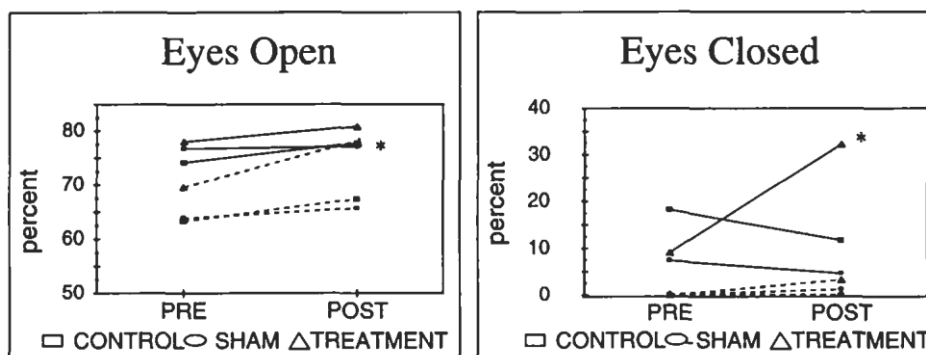 Eyes Open
80
70
60
50
percent
*
PRE POST
CONTROL SHAM TREATMENT
Eyes Closed
40
30
20
10
0
percent
*
PRE POST
CONTROL SHAM TREATMENT